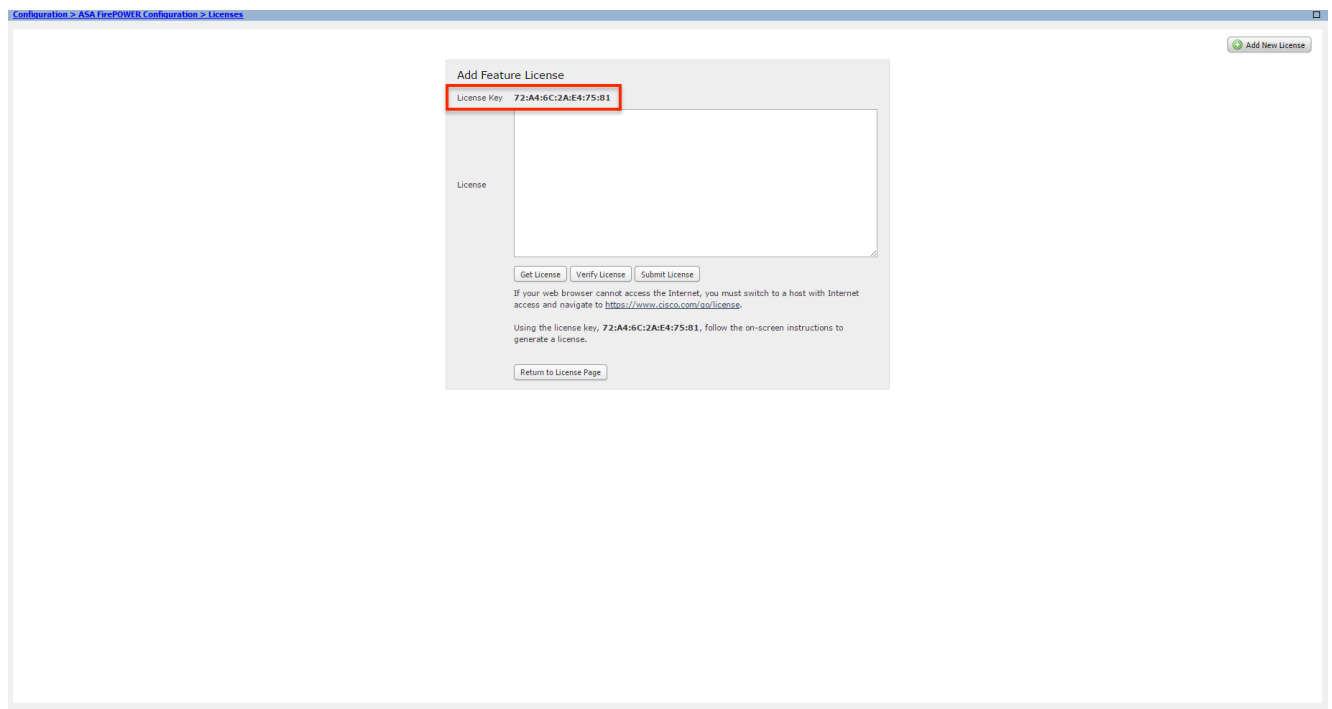 Configuration > ASA FirePOWER Configuration > Licenses
Add New License
Add Feature License
License Key 72:A4:6C:2A:E4:75:81
License
Get License Verify License Submit License
If your web browser cannot access the Internet, you must switch to a host with Internet
access and navigate to https://www.cisco.com/go/license.
Using the license key, 72:A4:6C:2A:E4:75:81, follow the on-screen instructions to
generate a license.
Return to License Page